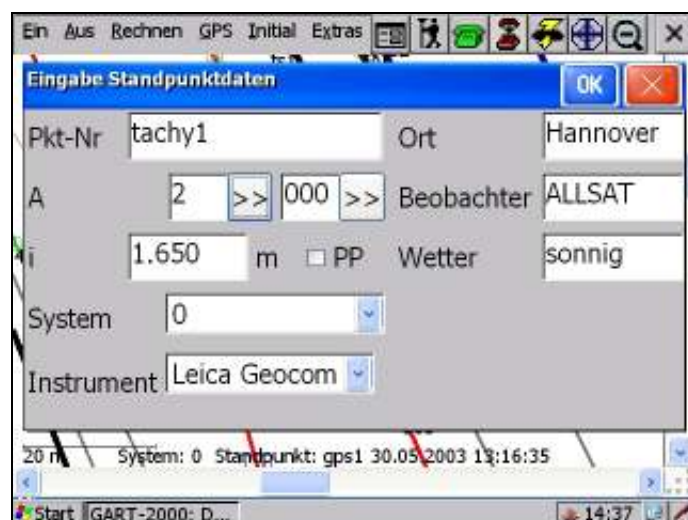 Ein Aus Rechnen GPS Initial Extras
Eingabe Standpunktdaten OK
Pkt-Nr tachy1 Ort Hannover
A 2 >> 000 >> Beobachter ALLSAT
i 1.650 m PP Wetter sonnig
System 0
Instrument Leica Geocom
20 m System: 0 Standpunkt: gps1 30.05.2003 13:16:35
Start GART-2000: D... 14:37